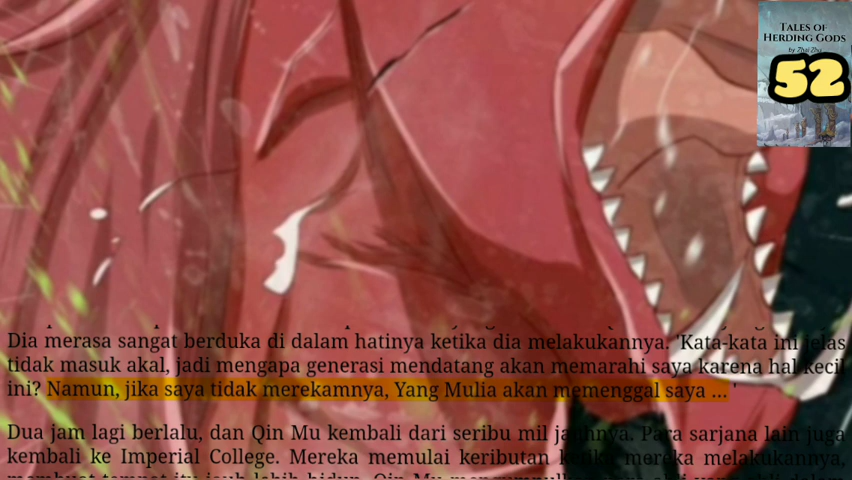 TALES OF
HERDING GODS
by Zhai Zhu
52
Dia merasa sangat berduka di dalam hatinya ketika dia melakukannya. 'Kata-kata ini jelas
tidak masuk akal, jadi mengapa generasi mendatang akan memarahi saya karena hal kecil
ini? Namun, jika saya tidak merekamnya, Yang Mulia akan memenggal saya ... '
Dua jam lagi berlalu, dan Qin Mu kembali dari seribu mil jauhnya. Para sarjana lain juga
kembali ke Imperial College. Mereka memulai keributan ketika mereka melakukannya,